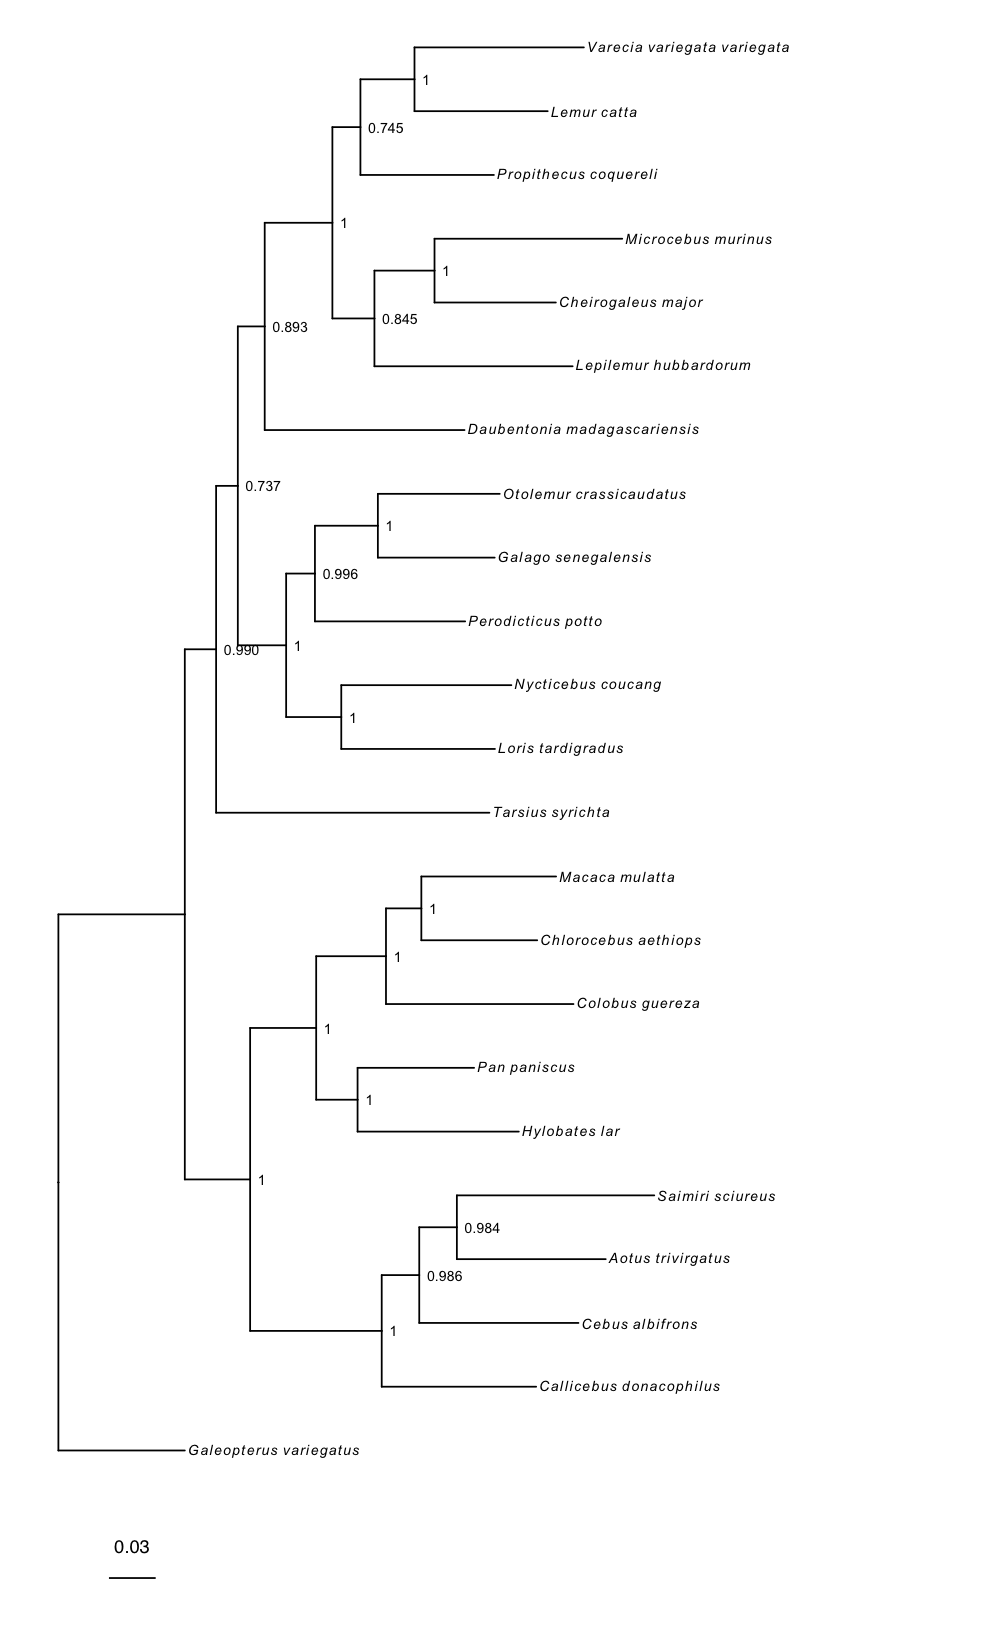 Varecia variegata variegata
1
Lemur catta
0.745
Propithecus coquereli
1
Microcebus murinus
1
Cheirogaleus major
0.845
0.893
Lepilemur hubbardorum
Daubentonia madagascariensis
0.737
Otolemur crassicaudatus
1
Galago senegalensis
0.996
Perodicticus potto
0.990
1
Nycticebus coucang
1
Loris tardigradus
Tarsius syrichta
Macaca mulatta
1
Chlorocebus aethiops
1
Colobus guereza
1
Pan paniscus
1
Hylobates lar
1
Saimiri sciureus
0.984
Aotus trivirgatus
0.986
Cebus albifrons
1
Callicebus donacophilus
Galeopterus variegatus
0.03